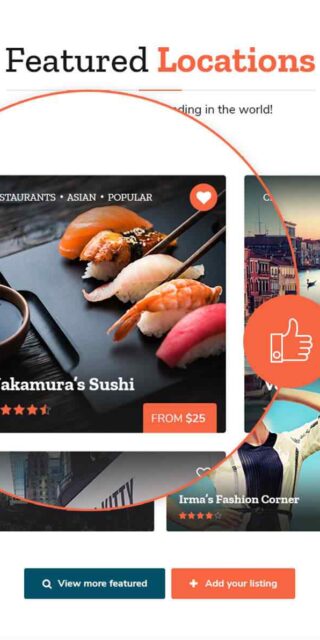 Featured Locations
ding in the world!
STAURANTS • ASIAN • POPULAR
akamura's Sushi
FROM $25
Irma's Fashion Corner
View more featured
Add your listing